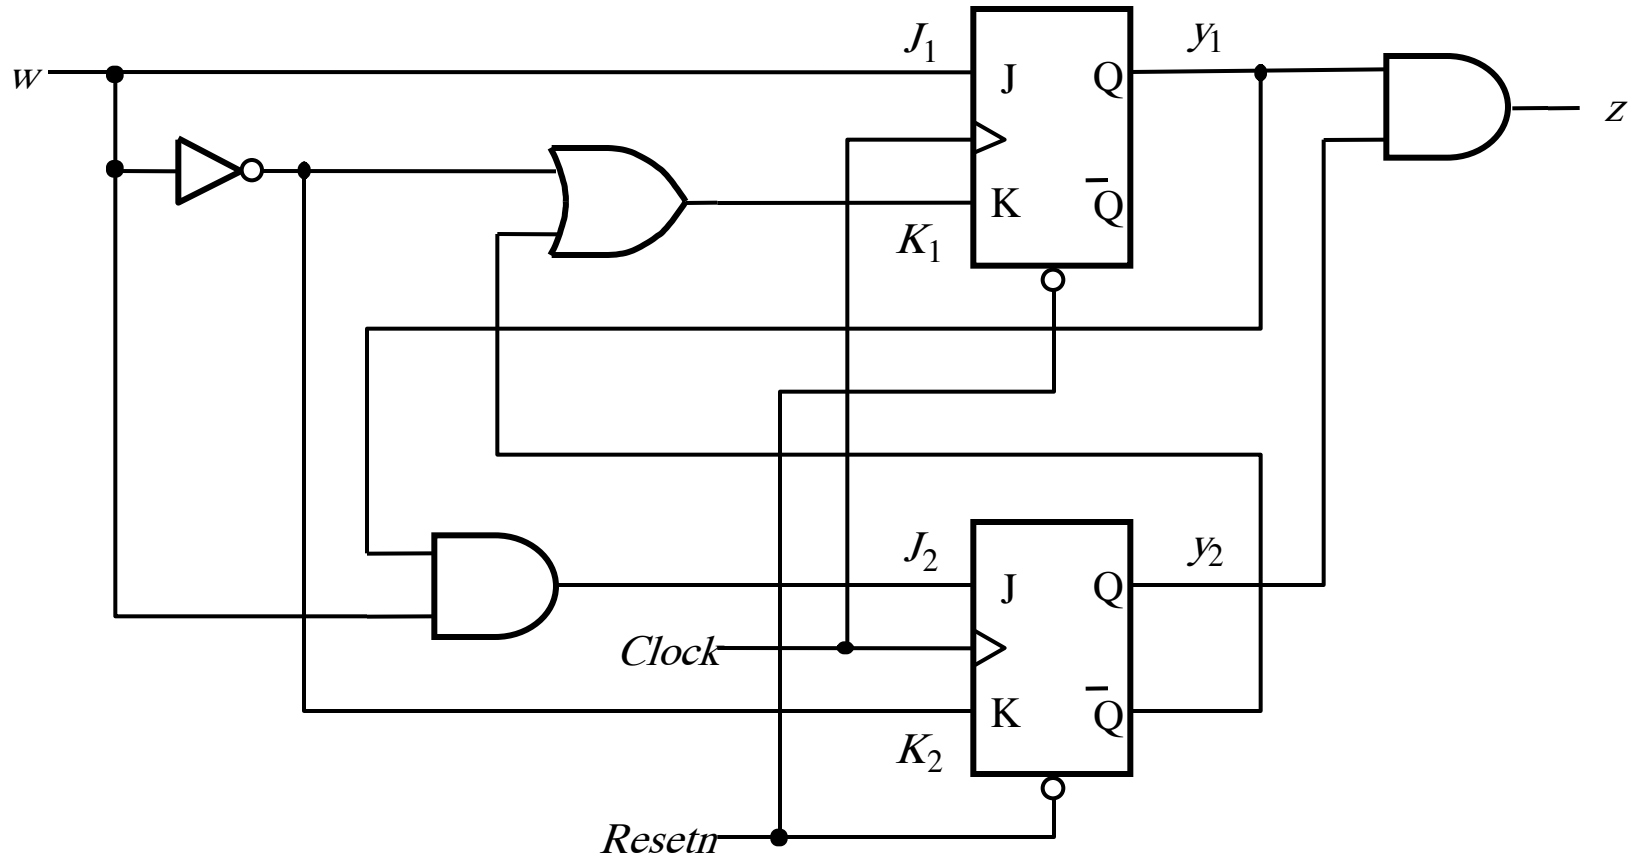 J₁ y₁
w J Q z
K Q̅
K₁
J₂ y₂
J Q
Clock
K Q̅
K₂
Resetn